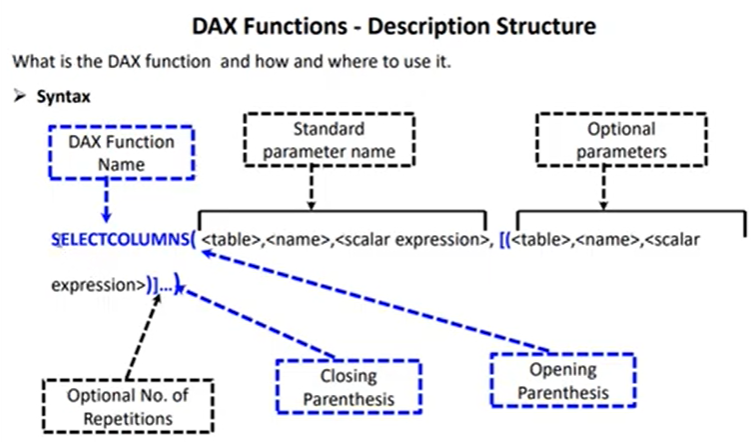 DAX Functions - Description Structure
What is the DAX function and how and where to use it.
➢ Syntax
DAX Function
Name
Standard
parameter name
Optional
parameters
SELECTCOLUMNS( <table>,<name>,<scalar expression>, [(<table>,<name>,<scalar
expression>)]...)
Optional No. of
Repetitions
Closing
Parenthesis
Opening
Parenthesis